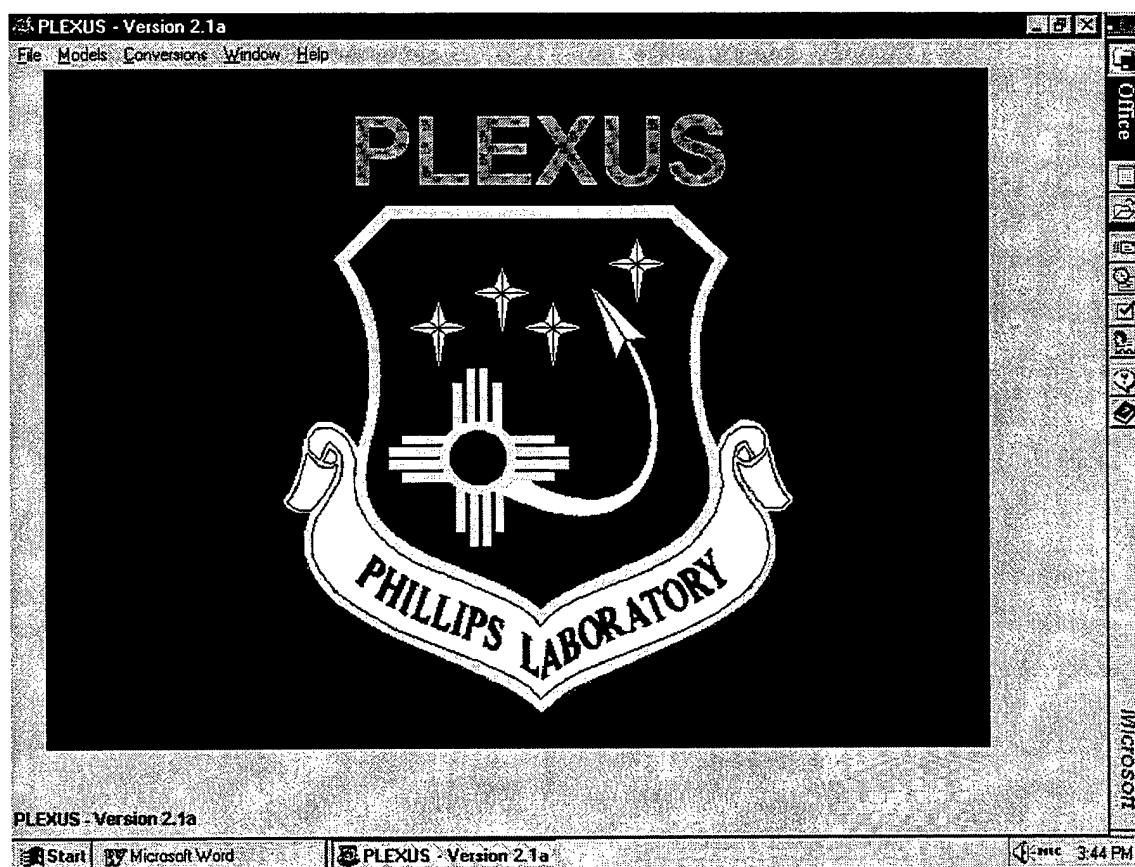 PLEXUS - Version 2.1a
File Models Conversions Window Help
Office
PLEXUS
PHILLIPS LABORATORY
Microsoft
PLEXUS - Version 2.1a
Start Microsoft Word PLEXUS - Version 2.1a 3:44 PM